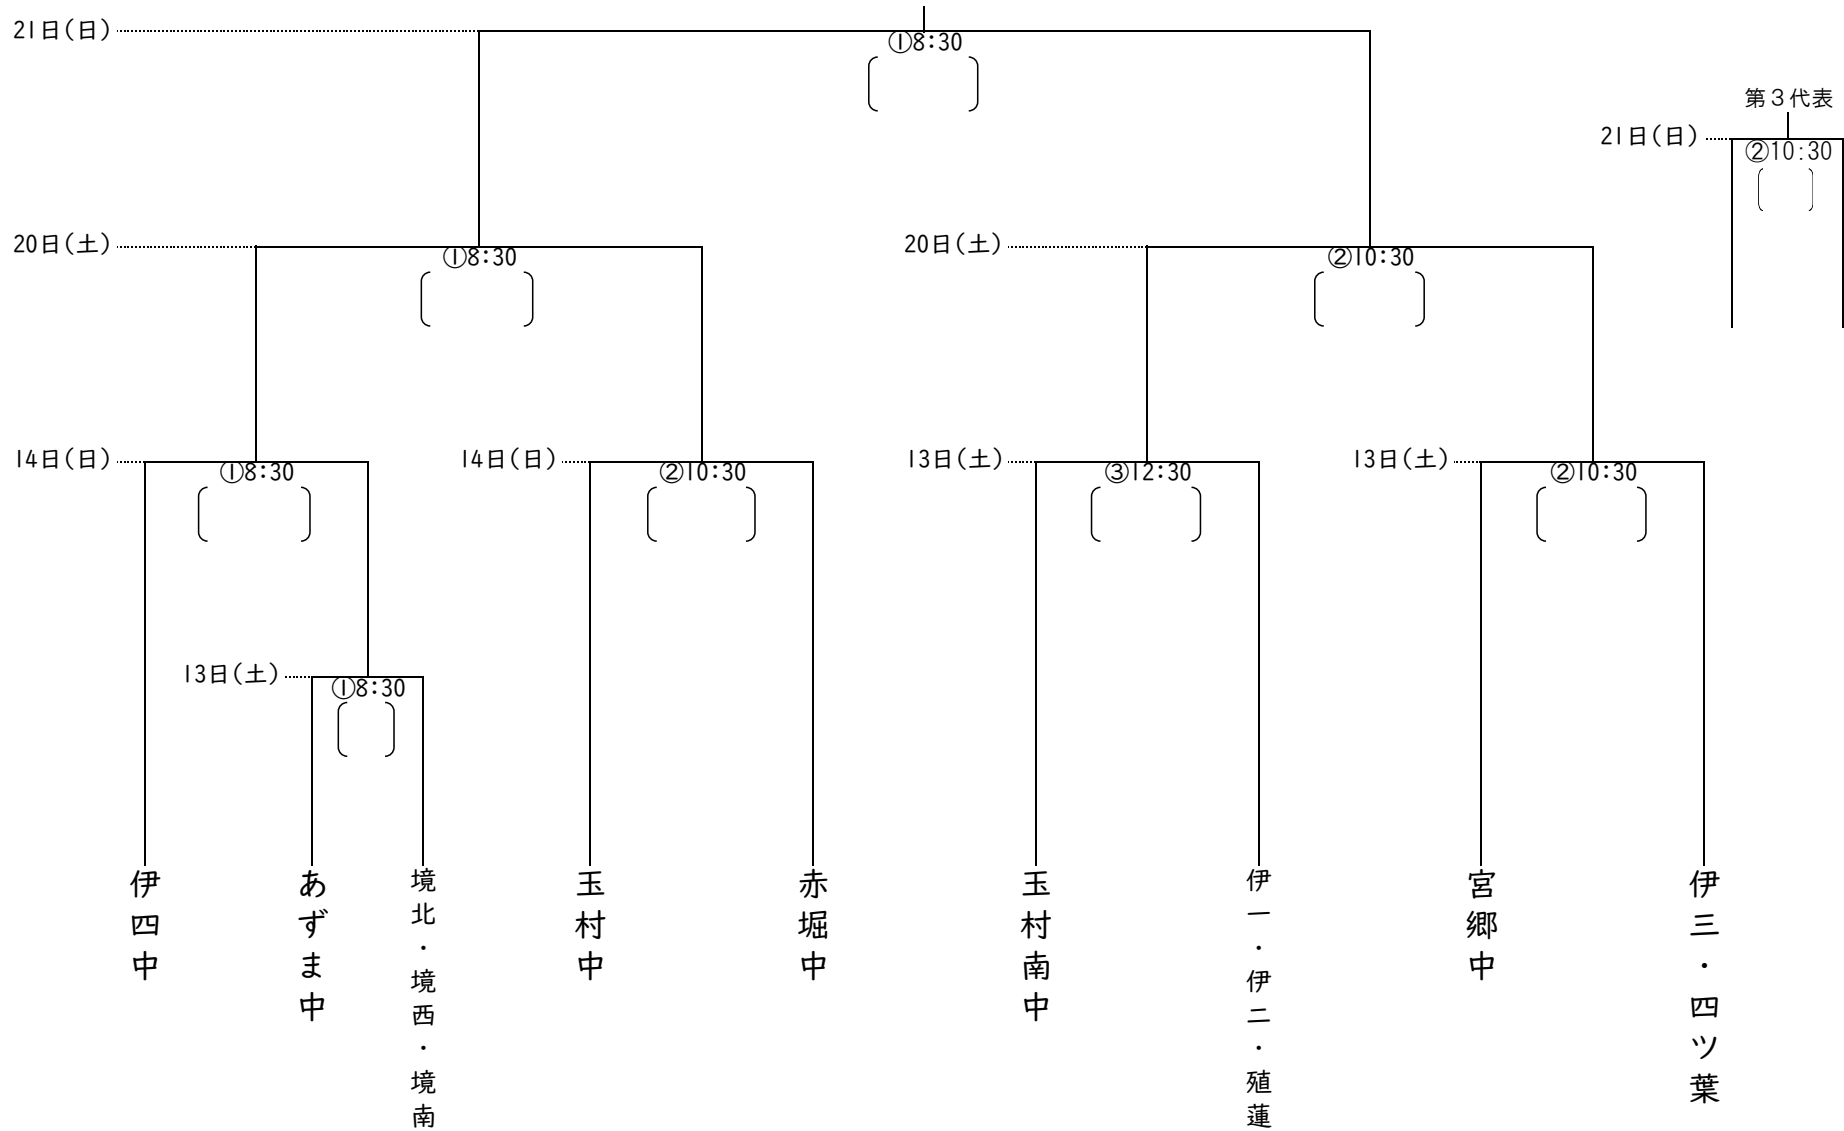 21日(日)
①8:30
第3代表
21日(日)
②10:30
20日(土)
①8:30
20日(土)
②10:30
14日(日)
①8:30
14日(日)
②10:30
13日(土)
③12:30
13日(土)
②10:30
13日(土)
①8:30
伊四中
あずま中
境北・境西・境南
玉村中
赤堀中
玉村南中
伊一・伊二・殖蓮
宮郷中
伊三・四ツ葉